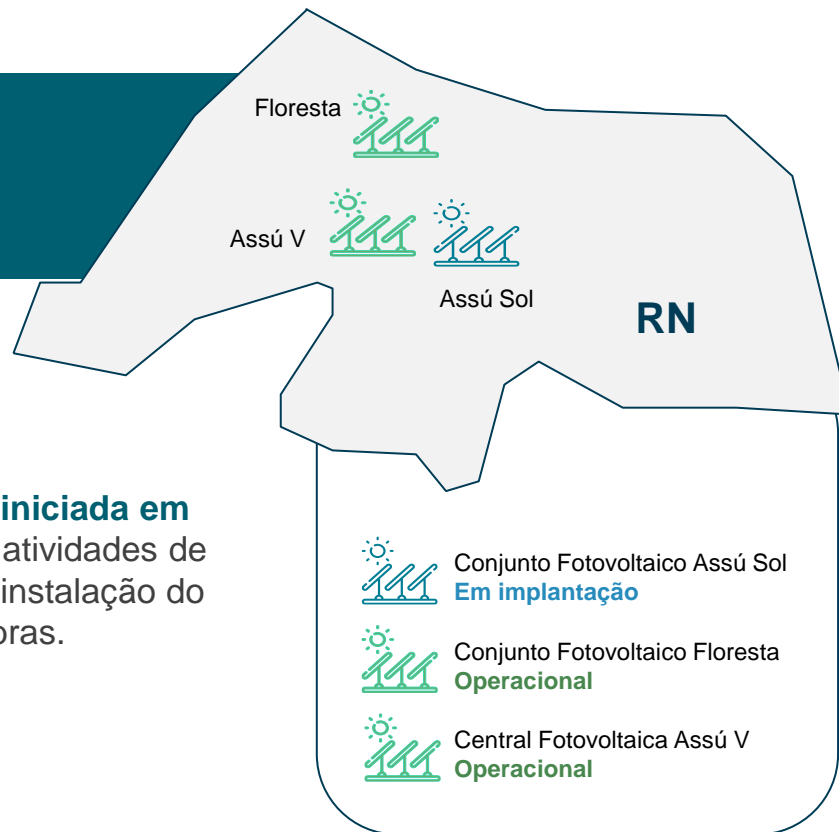 Floresta
Assú V
Assú Sol
RN
iniciada em
atividades de
instalação do
Conjunto Fotovoltaico Assú Sol
Em implantação
Conjunto Fotovoltaico Floresta
Operacional
Central Fotovoltaica Assú V
Operacional